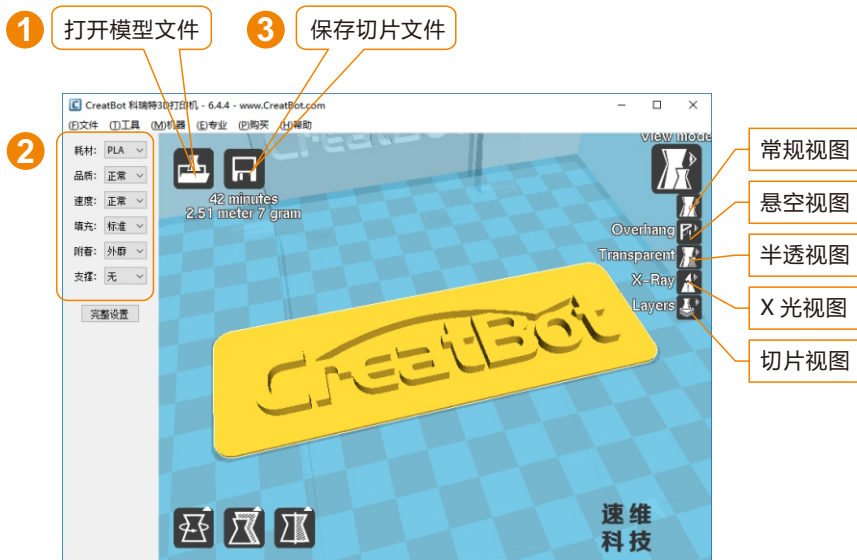 1 打开模型文件
3 保存切片文件
CreatBot 科瑞特3D打印机 - 6.4.4 - www.CreatBot.com
(F)文件 (T)工具 (M)机器 (E)专业 (P)购买 (H)帮助
2
耗材: PLA
品质: 正常
速度: 正常
填充: 标准
附着: 外廓
支撑: 无
完整设置
CreatBot
42 minutes
2.51 meter 7 gram
View mode
Overhang
Transparent
X-Ray
Layers
常规视图
悬空视图
半透视图
X 光视图
切片视图
CreatBot
速维
科技